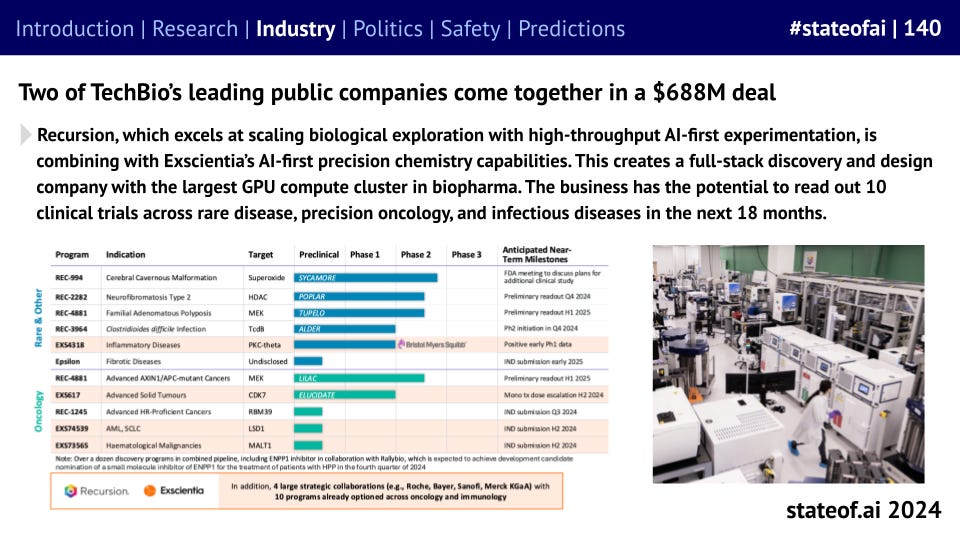 Introduction | Research | Industry | Politics | Safety | Predictions
#stateofai | 140
Two of TechBio's leading public companies come together in a $688M deal
Recursion, which excels at scaling biological exploration with high-throughput AI-first experimentation, is
combining with Exscientia's AI-first precision chemistry capabilities. This creates a full-stack discovery and design
company with the largest GPU compute cluster in biopharma. The business has the potential to read out 10
clinical trials across rare disease, precision oncology, and infectious diseases in the next 18 months.
Program Indication Target Preclinical Phase 1 Phase 2 Phase 3 Anticipated Near-
Term Milestones
Rare & Other
REC-994 Cerebral Cavernous Malformation Superoxide SYCAMORE FDA meeting to discuss plans for
additional clinical study
REC-2282 Neurofibromatosis Type 2 HDAC POPLAR Preliminary readout Q4 2024
REC-4881 Familial Adenomatous Polyposis MEK TUPELO Preliminary readout H1 2025
REC-3964 Clostridioides difficile Infection TcdB ALDER Ph2 initiation in Q4 2024
EXS4318 Inflammatory Diseases PKC-theta Bristol Myers Squibb Positive early Ph1 data
Epsilon Fibrotic Diseases Undisclosed IND submission early 2025
Oncology
REC-4881 Advanced AXIN1/APC-mutant Cancers MEK LILAC Preliminary readout H1 2025
EXS617 Advanced Solid Tumours CDK7 ELUCIDATE Mono tx dose escalation H2 2024
REC-1245 Advanced HR-Proficient Cancers RBM39 IND submission Q3 2024
EXS74539 AML, SCLC LSD1 IND submission H2 2024
EXS73565 Haematological Malignancies MALT1 IND submission H2 2024
Note: Over a dozen discovery programs in combined pipeline, including ENPP1 inhibitor in collaboration with Rallybio, which is expected to achieve development candidate
nomination of a small molecule inhibitor of ENPP1 for the treatment of patients with HPP in the fourth quarter of 2024
Recursion. Exscientia
In addition, 4 large strategic collaborations (e.g., Roche, Bayer, Sanofi, Merck KGaA) with
10 programs already optioned across oncology and immunology
stateof.ai 2024